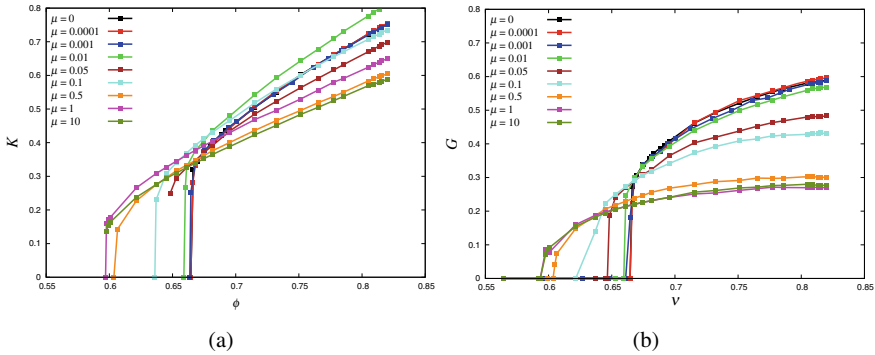 K
0.8
0.7
0.6
0.5
0.4
0.3
0.2
0.1
0
μ = 0
μ = 0.0001
μ = 0.001
μ = 0.01
μ = 0.05
μ = 0.1
μ = 0.5
μ = 1
μ = 10
0.55 0.6 0.65 0.7 0.75 0.8 0.85
ϕ
(a)
G
0.8
0.7
0.6
0.5
0.4
0.3
0.2
0.1
0
μ = 0
μ = 0.0001
μ = 0.001
μ = 0.01
μ = 0.05
μ = 0.1
μ = 0.5
μ = 1
μ = 10
0.55 0.6 0.65 0.7 0.75 0.8 0.85
ν
(b)